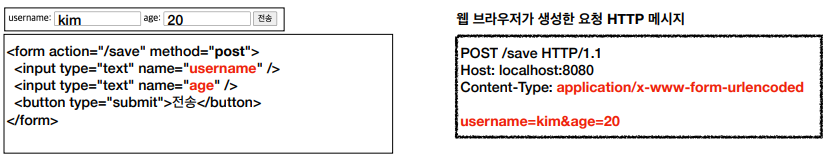 username: kim age: 20 전송
<form action="/save" method="post">
<input type="text" name="username" />
<input type="text" name="age" />
<button type="submit">전송</button>
</form>
웹 브라우저가 생성한 요청 HTTP 메시지
POST /save HTTP/1.1
Host: localhost:8080
Content-Type: application/x-www-form-urlencoded
username=kim&age=20